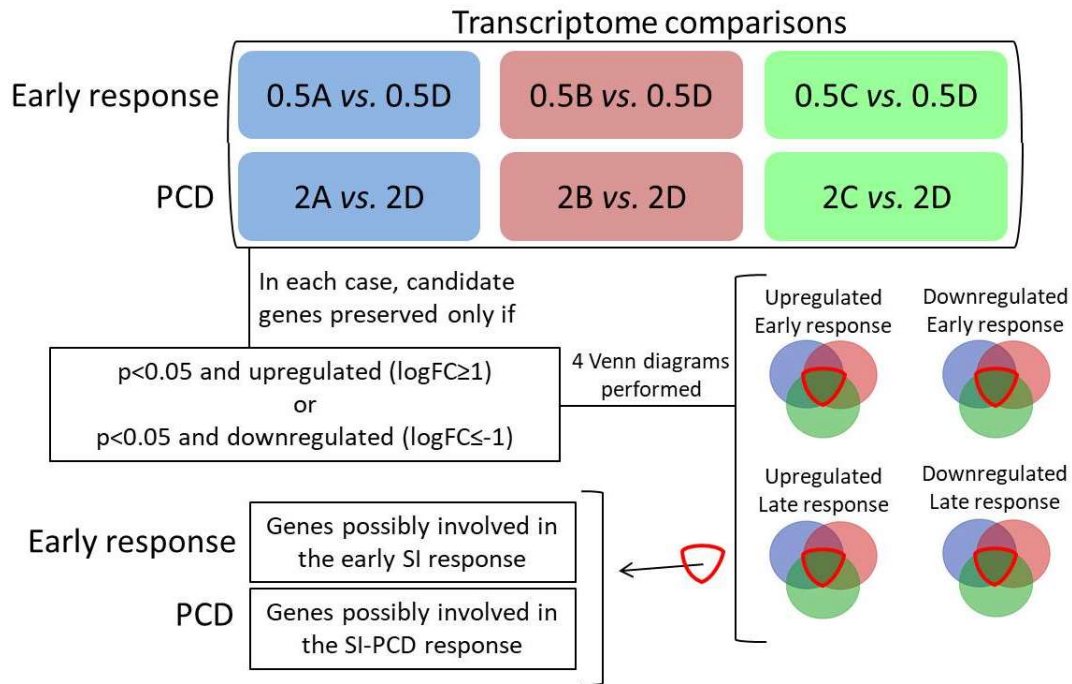 Transcriptome comparisons
Early response
0.5A vs. 0.5D
0.5B vs. 0.5D
0.5C vs. 0.5D
PCD
2A vs. 2D
2B vs. 2D
2C vs. 2D
In each case, candidate
genes preserved only if
p<0.05 and upregulated (logFC≥1)
or
p<0.05 and downregulated (logFC≤-1)
4 Venn diagrams
performed
Upregulated
Early response
Downregulated
Early response
Upregulated
Late response
Downregulated
Late response
Early response
Genes possibly involved in
the early SI response
PCD
Genes possibly involved in
the SI-PCD response